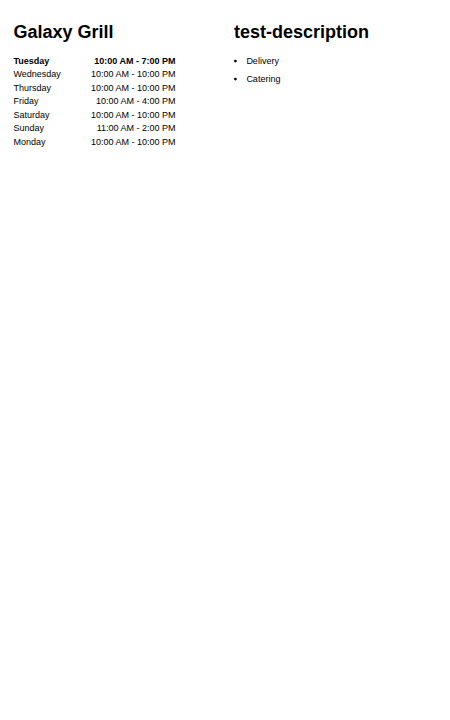 Galaxy Grill
Tuesday 10:00 AM - 7:00 PM
Wednesday 10:00 AM - 10:00 PM
Thursday 10:00 AM - 10:00 PM
Friday 10:00 AM - 4:00 PM
Saturday 10:00 AM - 10:00 PM
Sunday 11:00 AM - 2:00 PM
Monday 10:00 AM - 10:00 PM
test-description
• Delivery
• Catering